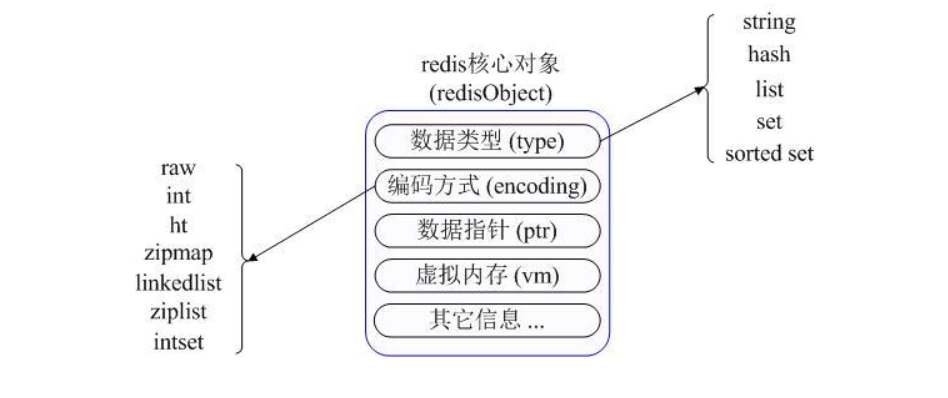 redis核心对象
(redisObject)
数据类型 (type)
编码方式 (encoding)
数据指针 (ptr)
虚拟内存 (vm)
其它信息 ...
string
hash
list
set
sorted set
raw
int
ht
zipmap
linkedlist
ziplist
intset